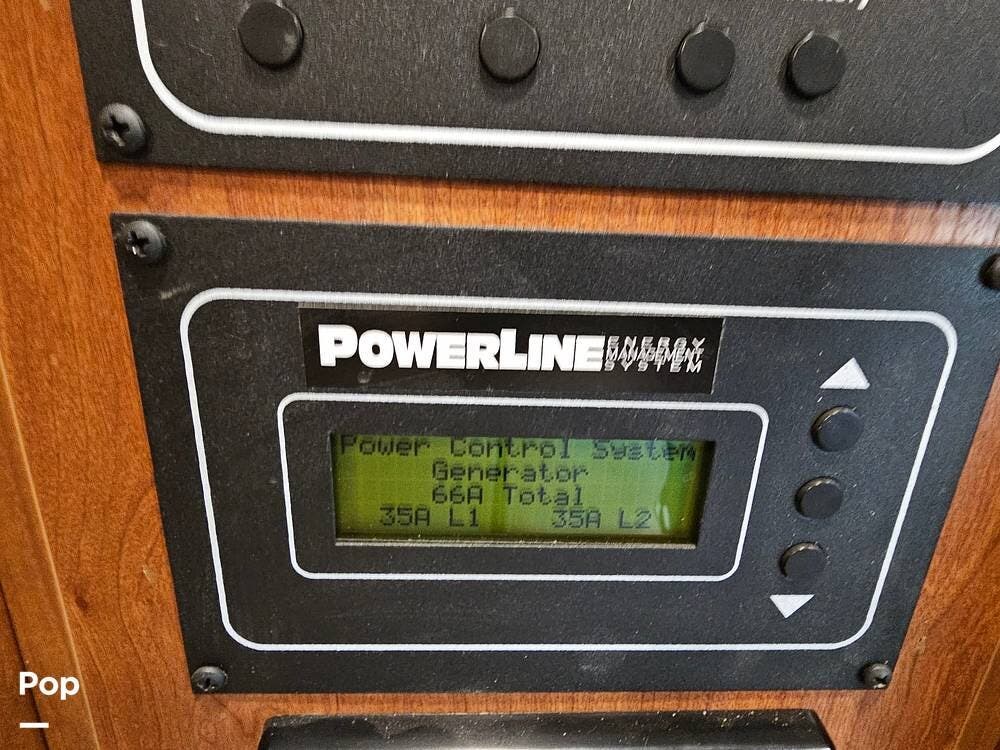 POWERLINE ENERGY MANAGEMENT SYSTEM
Power Control System
Generator
66A Total
35A L1 35A L2
Pop